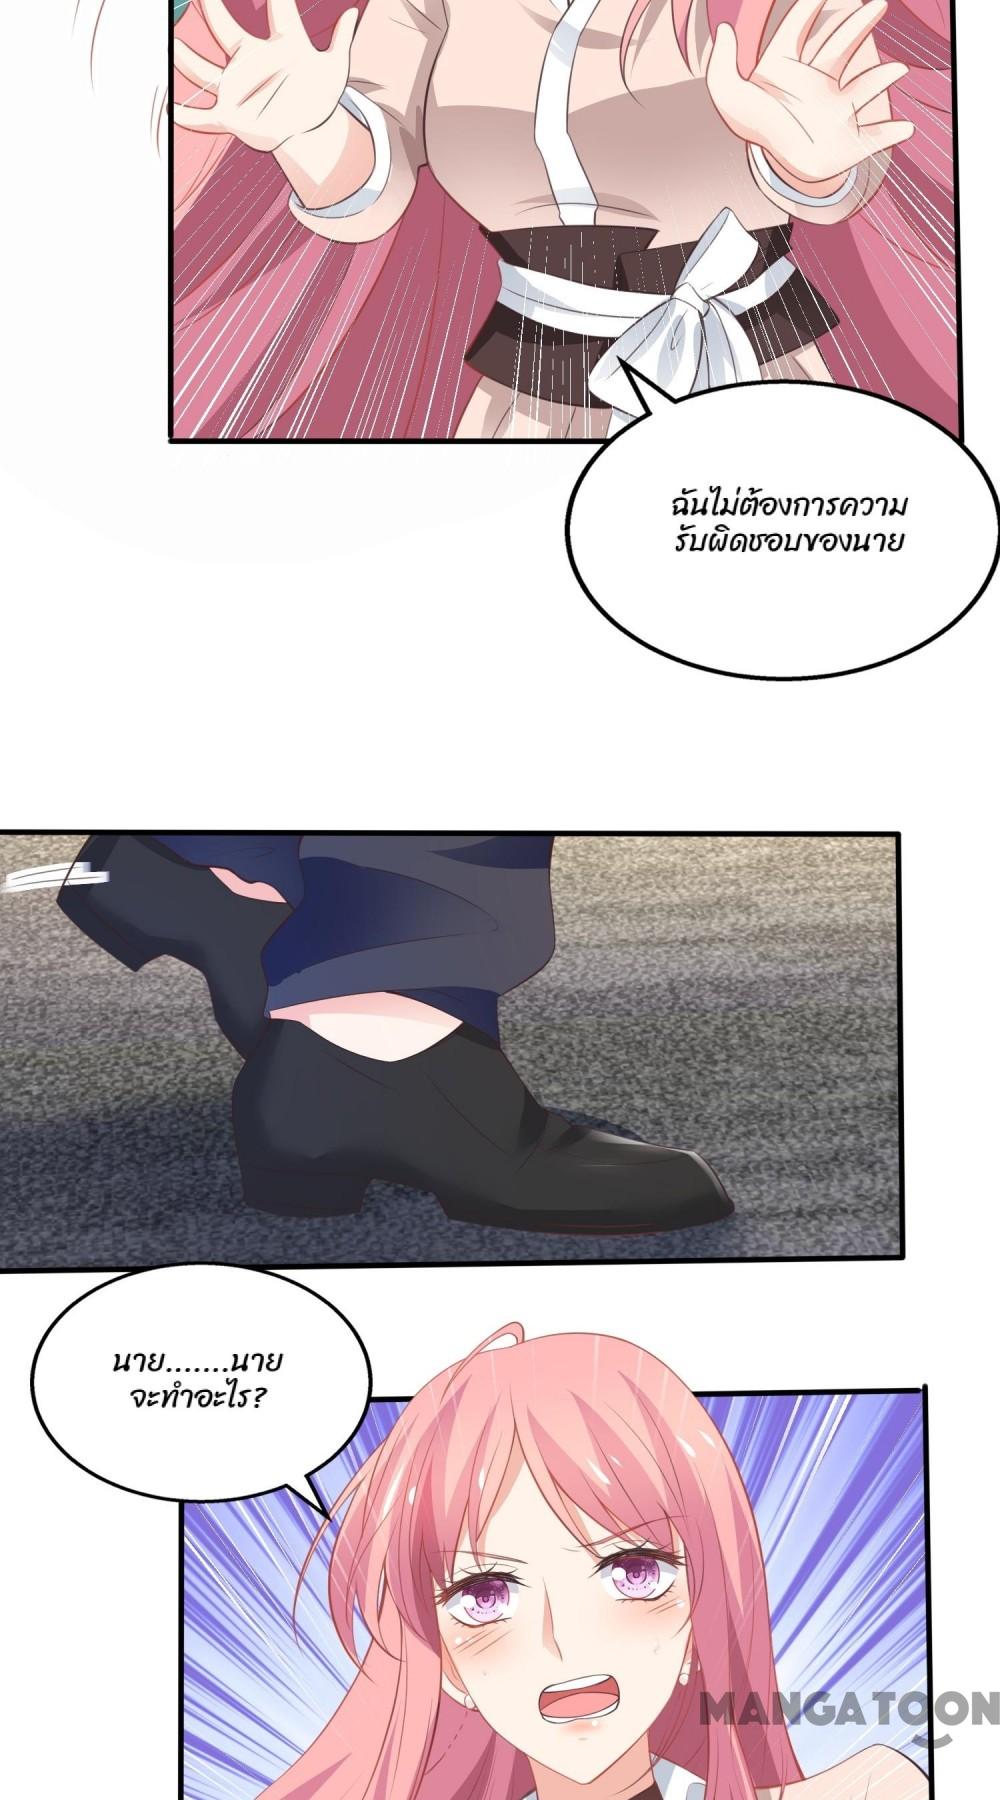 ฉันไม่ต้องการความ
รับผิดชอบของนาย
นาย.......นาย
จะทำอะไร?
MANGATOON